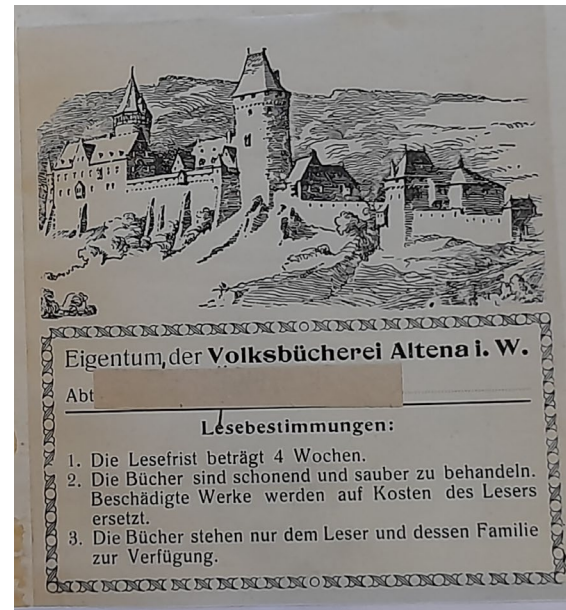 Eigentum der Volksbücherei Altena i. W.
Abt
Lesebestimmungen:
1. Die Lesefrist beträgt 4 Wochen.
2. Die Bücher sind schonend und sauber zu behandeln.
Beschädigte Werke werden auf Kosten des Lesers
ersetzt.
3. Die Bücher stehen nur dem Leser und dessen Familie
zur Verfügung.